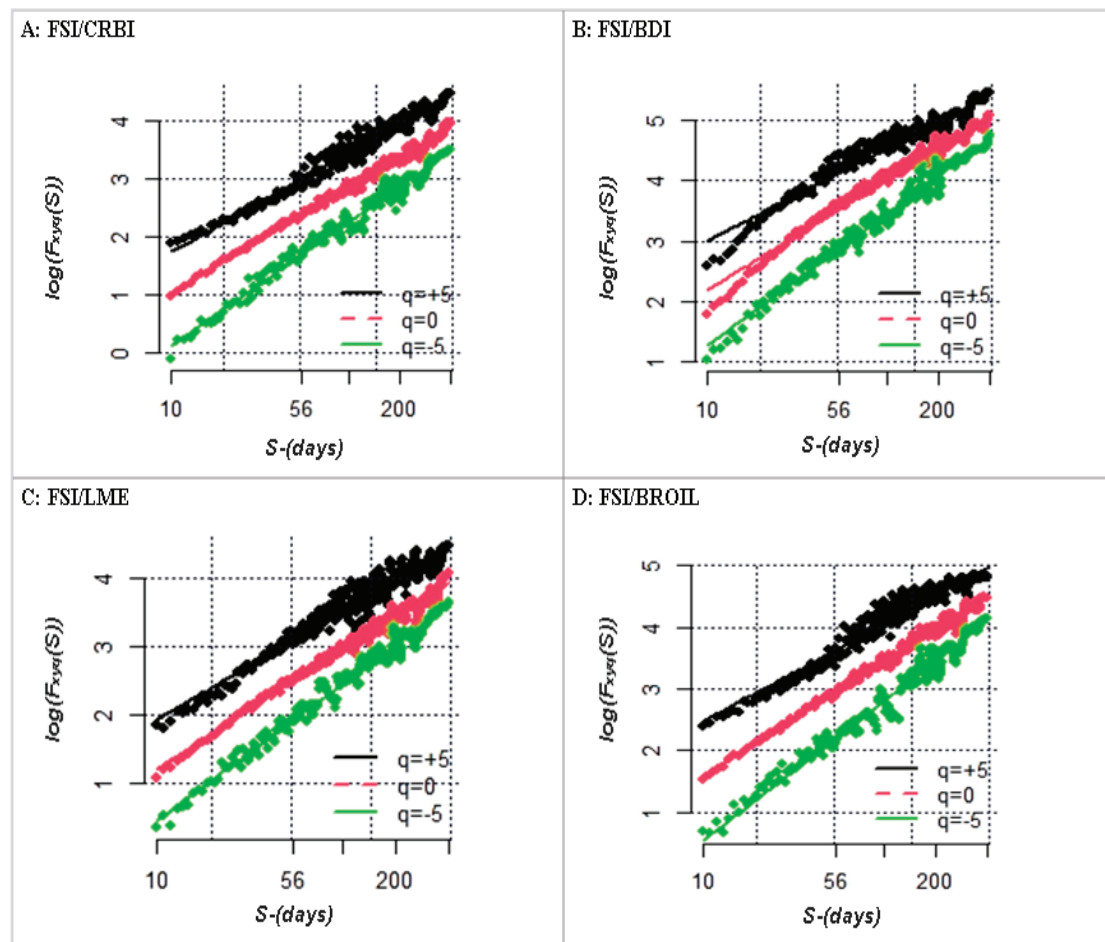 A: FSI/CRBI
log(Fxyq(S))
4
3
2
1
0
q=+5
q=0
q=-5
10 56 200
S-(days)
B: FSI/BDI
log(Fxyq(S))
5
4
3
2
1
q=+5
q=0
q=-5
10 56 200
S-(days)
C: FSI/LME
log(Fxyq(S))
4
3
2
1
q=+5
q=0
q=-5
10 56 200
S-(days)
D: FSI/BROIL
log(Fxyq(S))
5
4
3
2
1
q=+5
q=0
q=-5
10 56 200
S-(days)